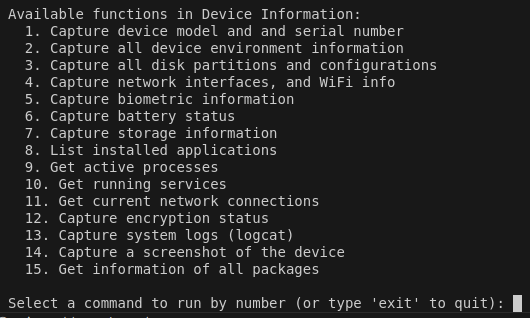 Available functions in Device Information:
1. Capture device model and and serial number
2. Capture all device environment information
3. Capture all disk partitions and configurations
4. Capture network interfaces, and WiFi info
5. Capture biometric information
6. Capture battery status
7. Capture storage information
8. List installed applications
9. Get active processes
10. Get running services
11. Get current network connections
12. Capture encryption status
13. Capture system logs (logcat)
14. Capture a screenshot of the device
15. Get information of all packages
Select a command to run by number (or type 'exit' to quit):